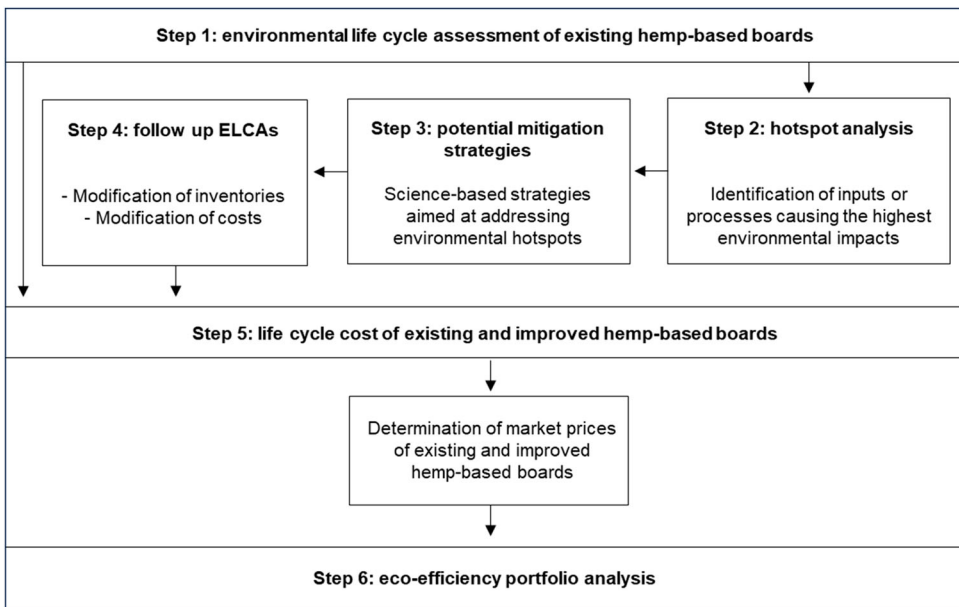 Step 1: environmental life cycle assessment of existing hemp-based boards
Step 4: follow up ELCAs
- Modification of inventories
- Modification of costs
Step 3: potential mitigation
strategies
Science-based strategies
aimed at addressing
environmental hotspots
Step 2: hotspot analysis
Identification of inputs or
processes causing the highest
environmental impacts
Step 5: life cycle cost of existing and improved hemp-based boards
Determination of market prices
of existing and improved
hemp-based boards
Step 6: eco-efficiency portfolio analysis